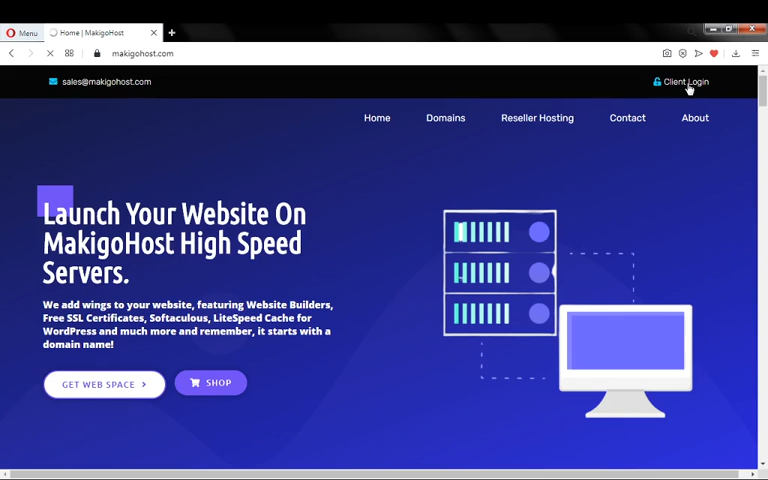 Menu
Home | MakigoHost
makigohost.com
sales@makigohost.com
Client Login
Home
Domains
Reseller Hosting
Contact
About
Launch Your Website On
MakigoHost High Speed
Servers.
We add wings to your website, featuring Website Builders,
Free SSL Certificates, Softaculous, LiteSpeed Cache for
WordPress and much more and remember, it starts with a
domain name!
GET WEB SPACE
SHOP